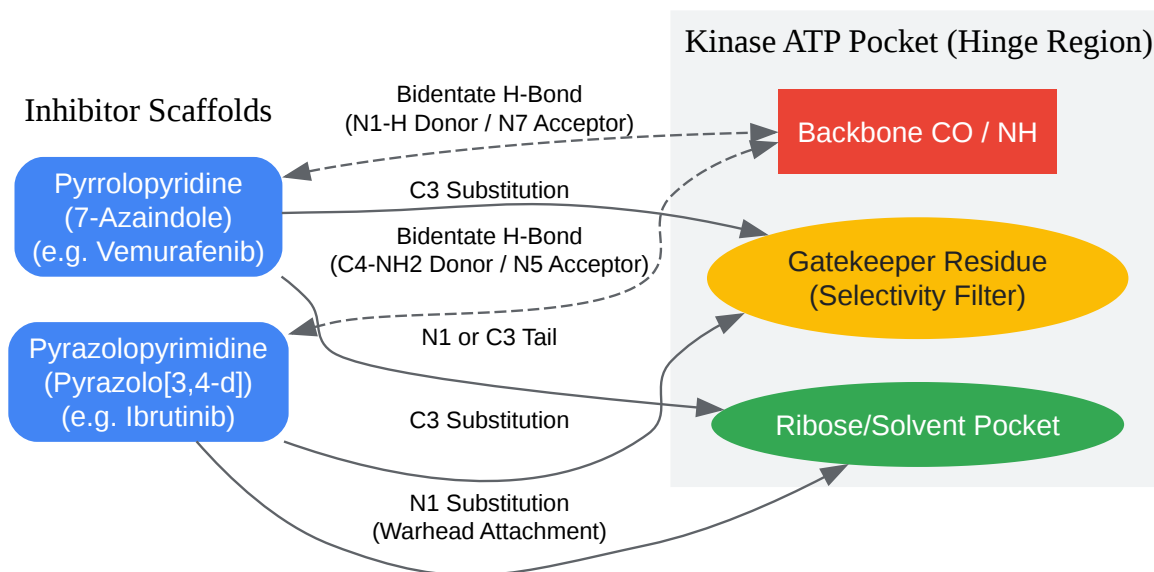 Kinase ATP Pocket (Hinge Region)
Inhibitor Scaffolds
Bidentate H-Bond
(N1-H Donor / N7 Acceptor)
Backbone CO / NH
Pyrrolopyridine
(7-Azaindole)
(e.g. Vemurafenib)
C3 Substitution
Bidentate H-Bond
(C4-NH2 Donor / N5 Acceptor)
Gatekeeper Residue
(Selectivity Filter)
N1 or C3 Tail
Pyrazolopyrimidine
(Pyrazolo[3,4-d])
(e.g. Ibrutinib)
C3 Substitution
Ribose/Solvent Pocket
N1 Substitution
(Warhead Attachment)